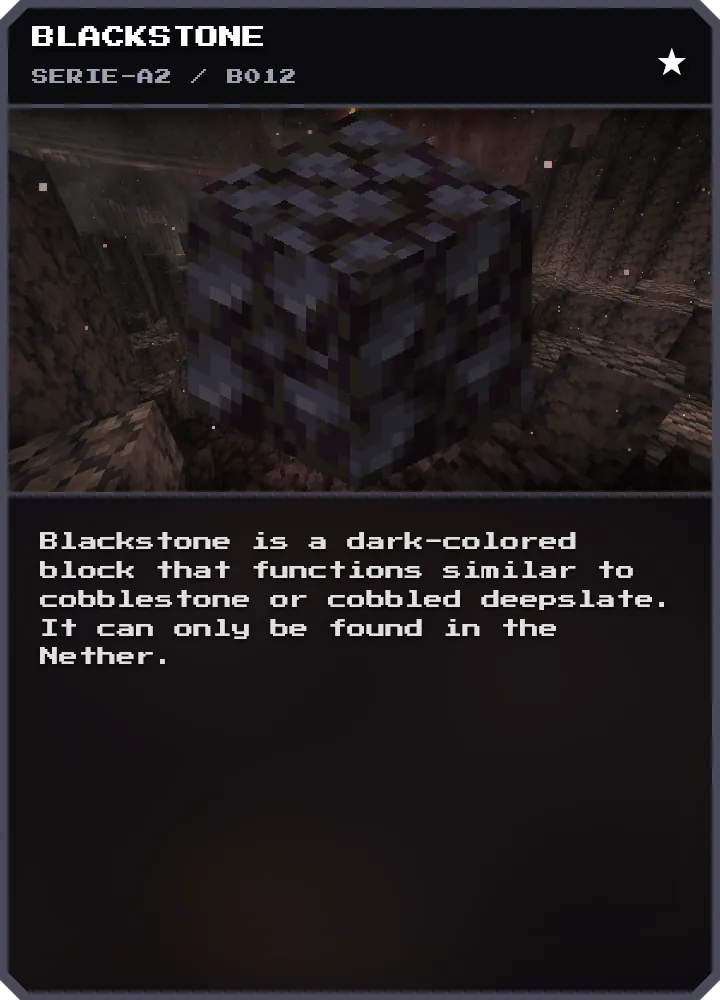 BLACKSTONE
SERIE-A2 / B012
Blackstone is a dark-colored
block that functions similar to
cobblestone or cobbled deepslate.
It can only be found in the
Nether.